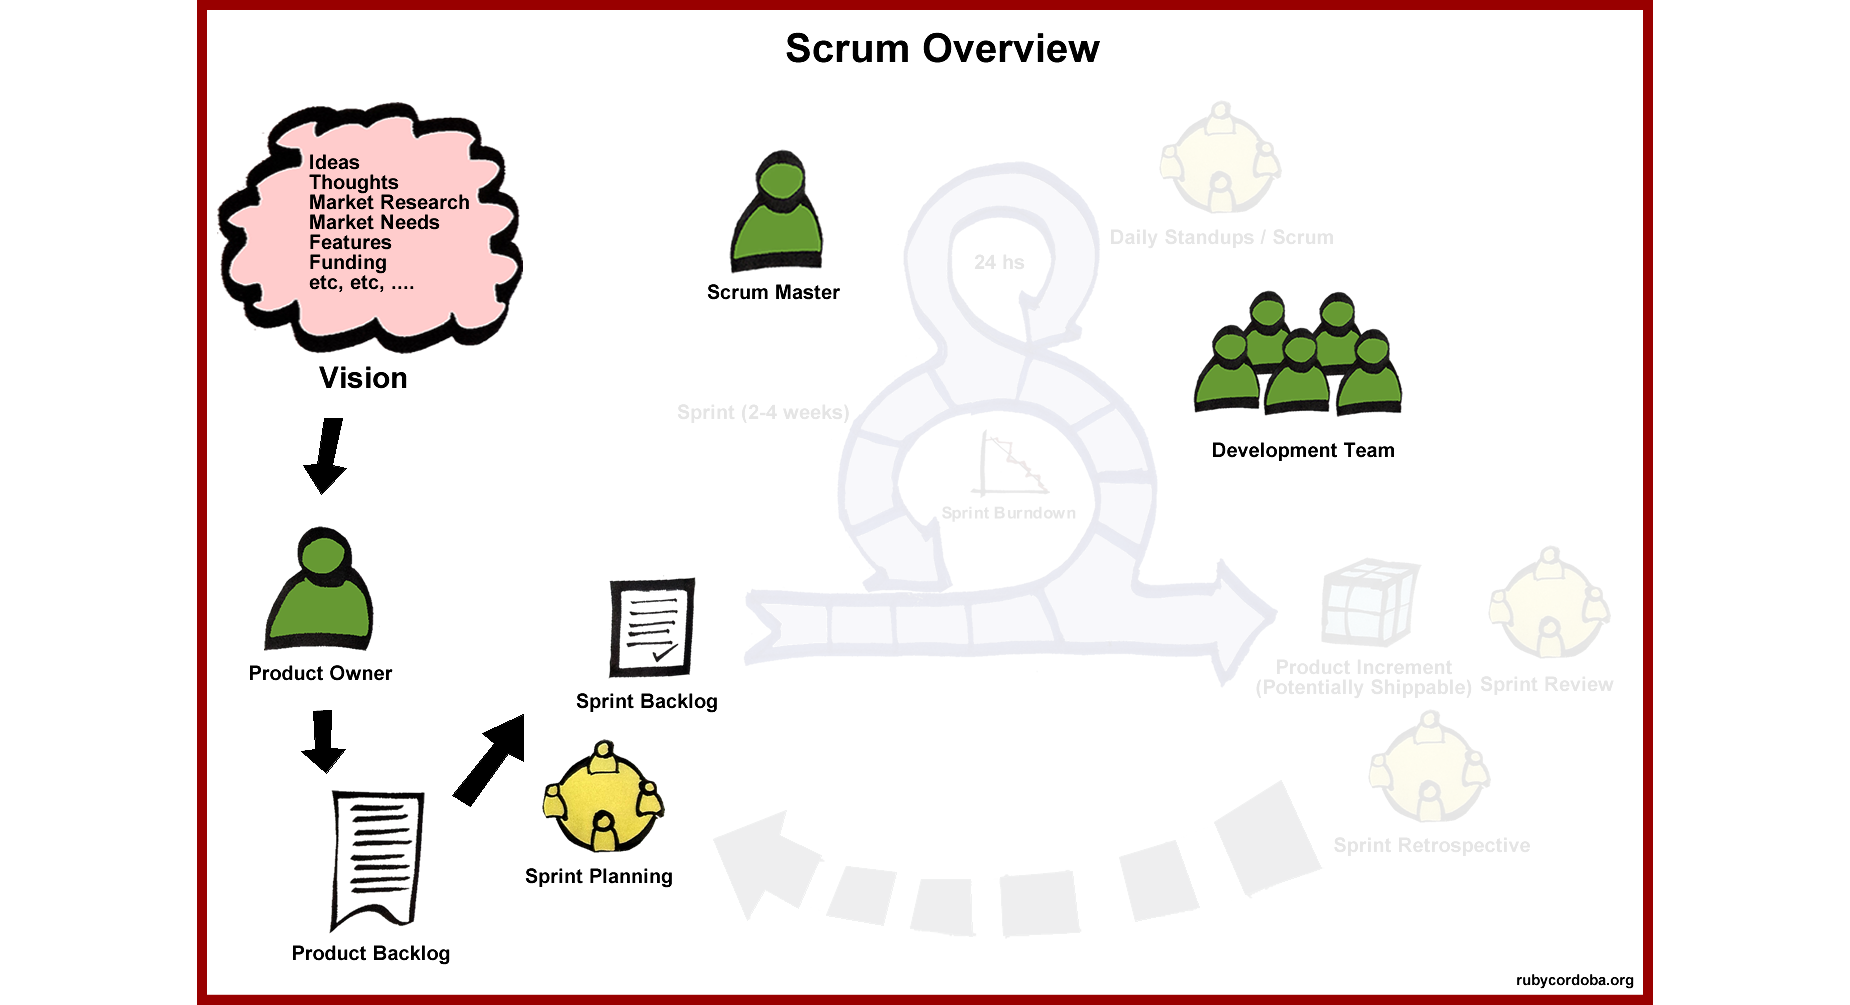 Scrum Overview
Ideas
Thoughts
Market Research
Market Needs
Features
Funding
etc, etc, ....
Vision
Scrum Master
24 hs
Daily Standups / Scrum
Sprint (2-4 weeks)
Development Team
Sprint Burndown
Product Owner
Sprint Backlog
Product Increment
(Potentially Shippable)
Sprint Review
Sprint Planning
Sprint Retrospective
Product Backlog
rubycordoba.org